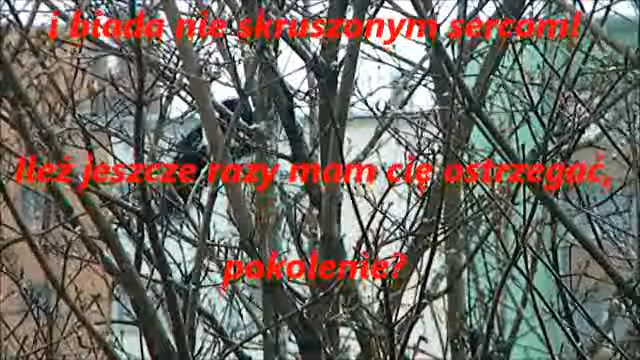 i biada nie skruszonym sercom!
Ileż jeszcze razy mam cię ostrzegać,
pokolenie?